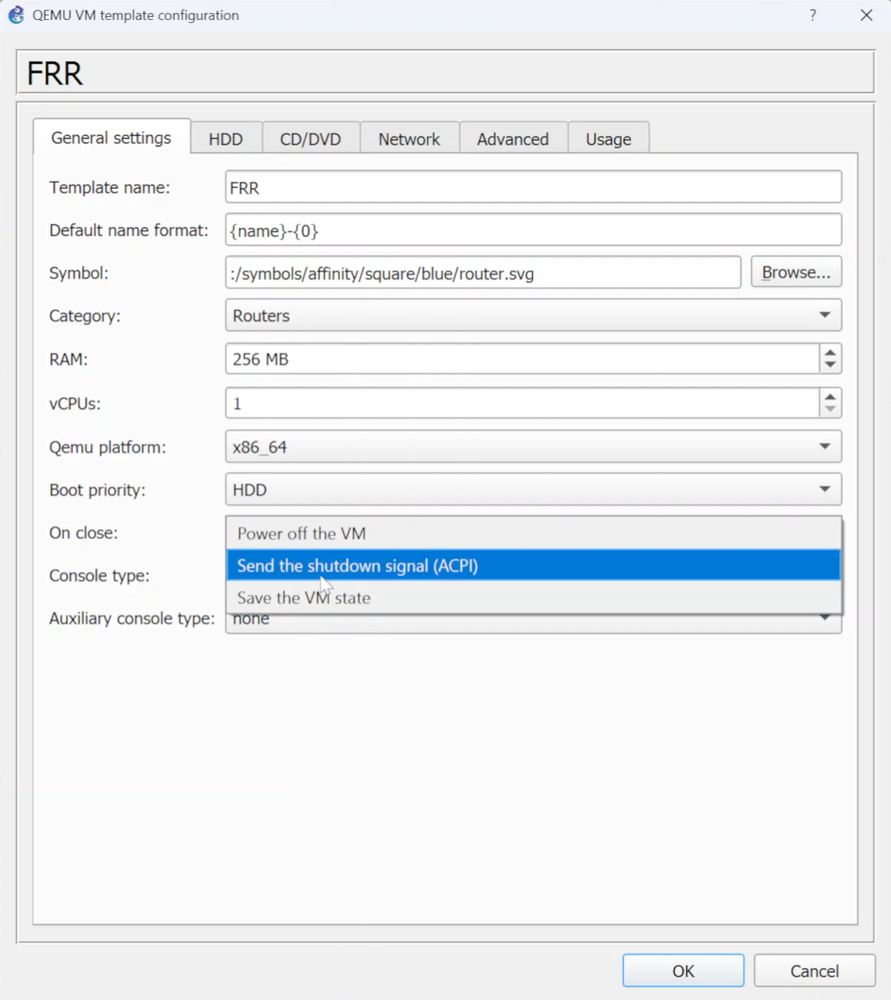 QEMU VM template configuration ?
FRR
General settings HDD CD/DVD Network Advanced Usage
Template name: FRR
Default name format: {name}-{0}
Symbol: :/symbols/affinity/square/blue/router.svg Browse...
Category: Routers
RAM: 256 MB
vCPUs: 1
Qemu platform: x86_64
Boot priority: HDD
On close: Power off the VM
Send the shutdown signal (ACPI)
Console type:
Save the VM state
Auxiliary console type: none
OK Cancel